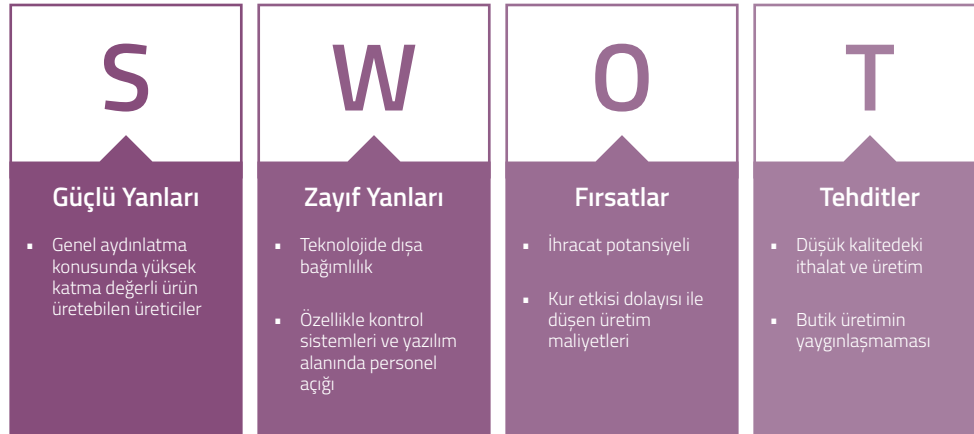 S
Güçlü Yanları
▪ Genel aydınlatma
konusunda yüksek
katma değerli ürün
üretebilen üreticiler
W
Zayıf Yanları
▪ Teknolojide dışa
bağımlılık
▪ Özellikle kontrol
sistemleri ve yazılım
alanında personel
açığı
O
Fırsatlar
▪ İhracat potansiyeli
▪ Kur etkisi dolayısı ile
düşen üretim
maliyetleri
T
Tehditler
▪ Düşük kalitedeki
ithalat ve üretim
▪ Butik üretimin
yaygınlaşmaması